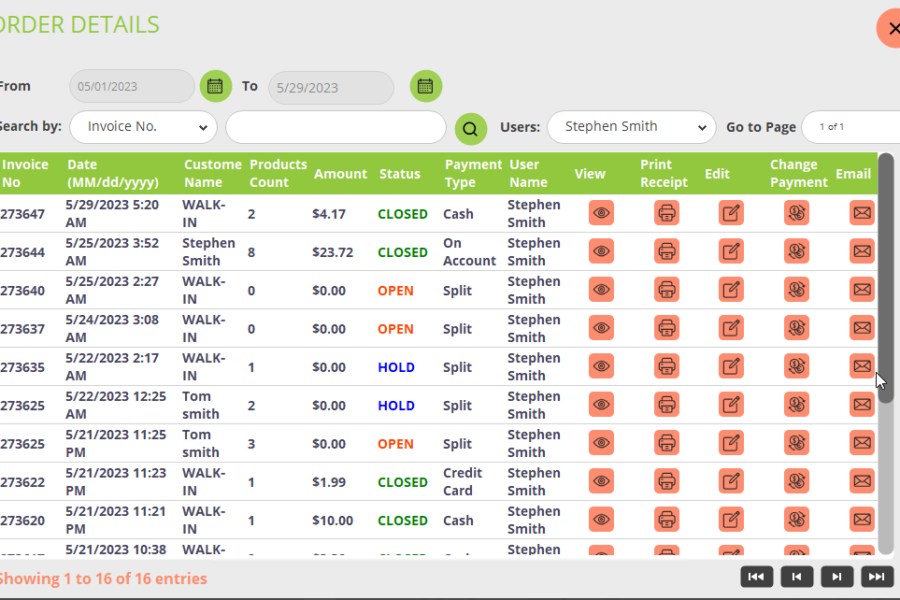 ORDER DETAILS
From 05/01/2023 To 5/29/2023
Search by: Invoice No. Users: Stephen Smith Go to Page 1 of 1
Invoice Date Custome Products Amount Status Payment User View Print Edit Change Email
No (MM/dd/yyyy) Name Count Type Name Receipt Payment
273647 5/29/2023 5:20 WALK- 2 $4.17 CLOSED Cash Stephen
AM IN Smith
273644 5/25/2023 3:52 Stephen 8 $23.72 CLOSED On Stephen
AM Smith Account Smith
273640 5/25/2023 2:27 WALK- 0 $0.00 OPEN Split Stephen
AM IN Smith
273637 5/24/2023 3:08 WALK- 0 $0.00 OPEN Split Stephen
AM IN Smith
273635 5/22/2023 2:17 WALK- 1 $0.00 HOLD Split Stephen
AM IN Smith
273625 5/22/2023 12:25 Tom 2 $0.00 HOLD Split Stephen
AM smith Smith
273625 5/21/2023 11:25 Tom 3 $0.00 OPEN Split Stephen
PM smith Smith
273622 5/21/2023 11:23 WALK- 1 $1.99 CLOSED Credit Stephen
PM IN Card Smith
273620 5/21/2023 11:21 WALK- 1 $10.00 CLOSED Cash Stephen
PM IN Smith
5/21/2023 10:38 WALK- Stephen
Showing 1 to 16 of 16 entries